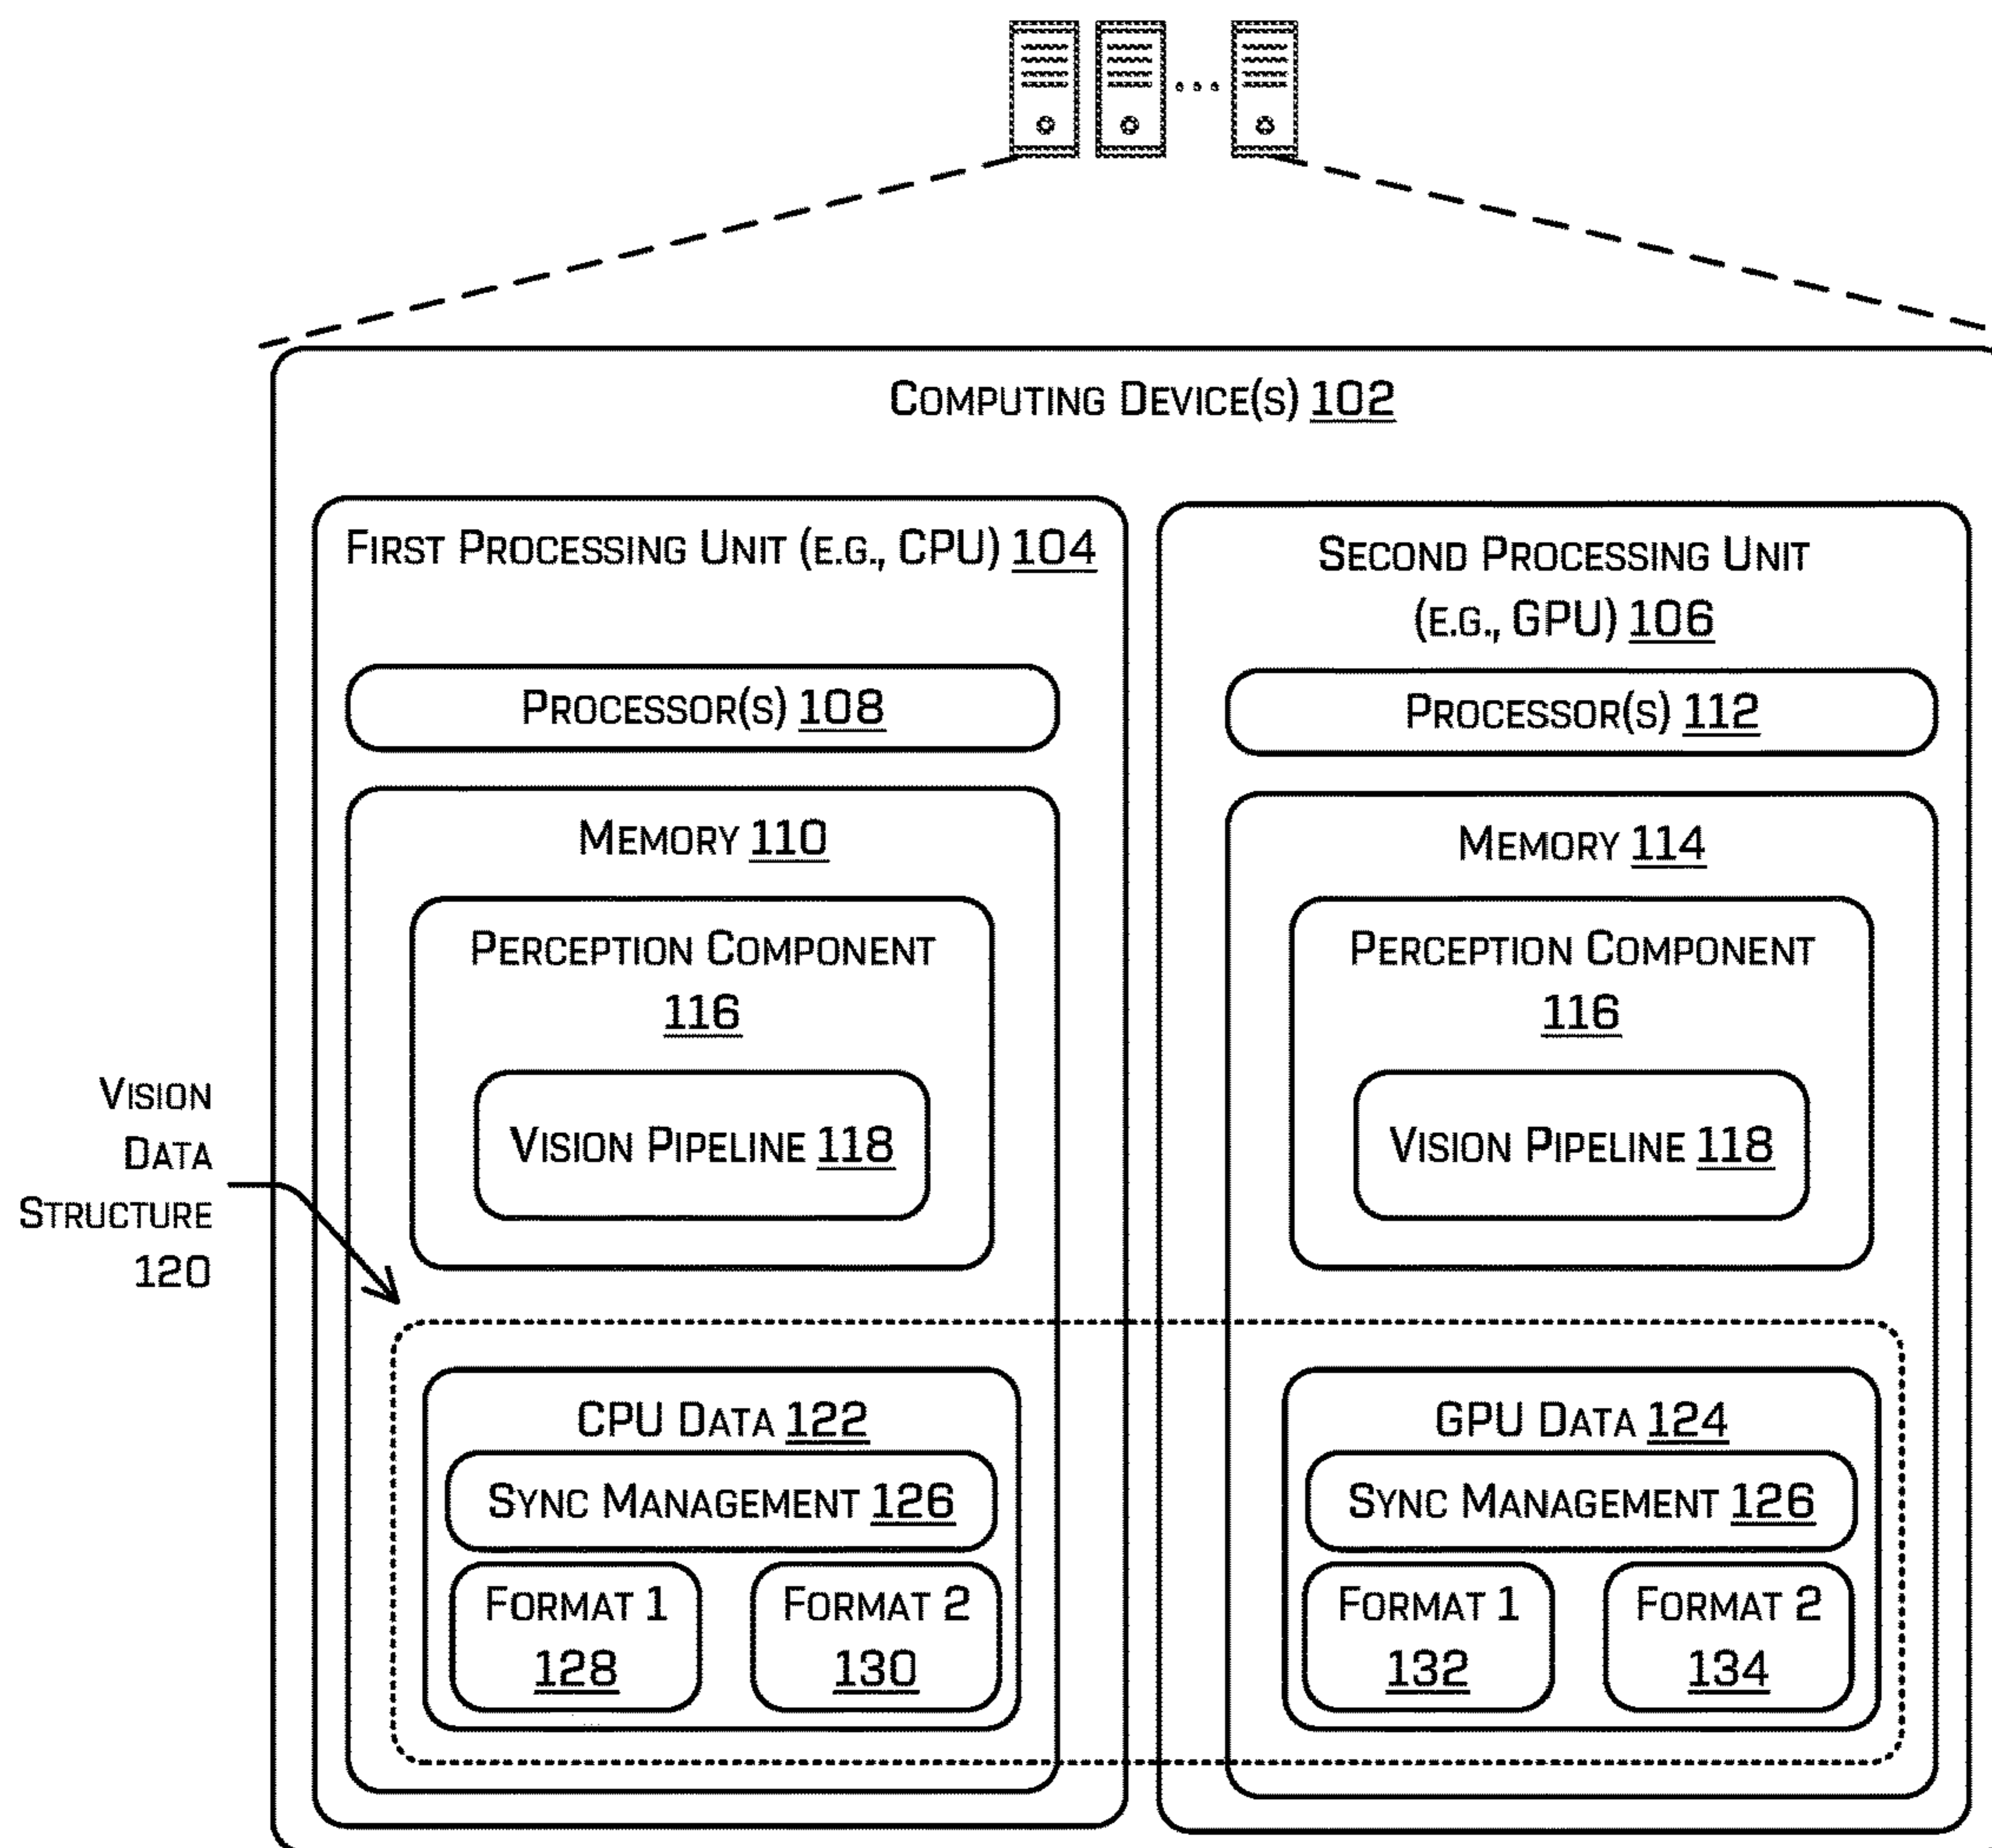 COMPUTING DEVICE(S) 102
FIRST PROCESSING UNIT (E.G., CPU) 104
PROCESSOR(S) 108
MEMORY 110
PERCEPTION COMPONENT
116
VISION PIPELINE 118
SECOND PROCESSING UNIT
(E.G., GPU) 106
PROCESSOR(S) 112
MEMORY 114
PERCEPTION COMPONENT
116
VISION PIPELINE 118
VISION
DATA
STRUCTURE
120
CPU DATA 122
SYNC MANAGEMENT 126
FORMAT 1
128
FORMAT 2
130
GPU DATA 124
SYNC MANAGEMENT 126
FORMAT 1
132
FORMAT 2
134